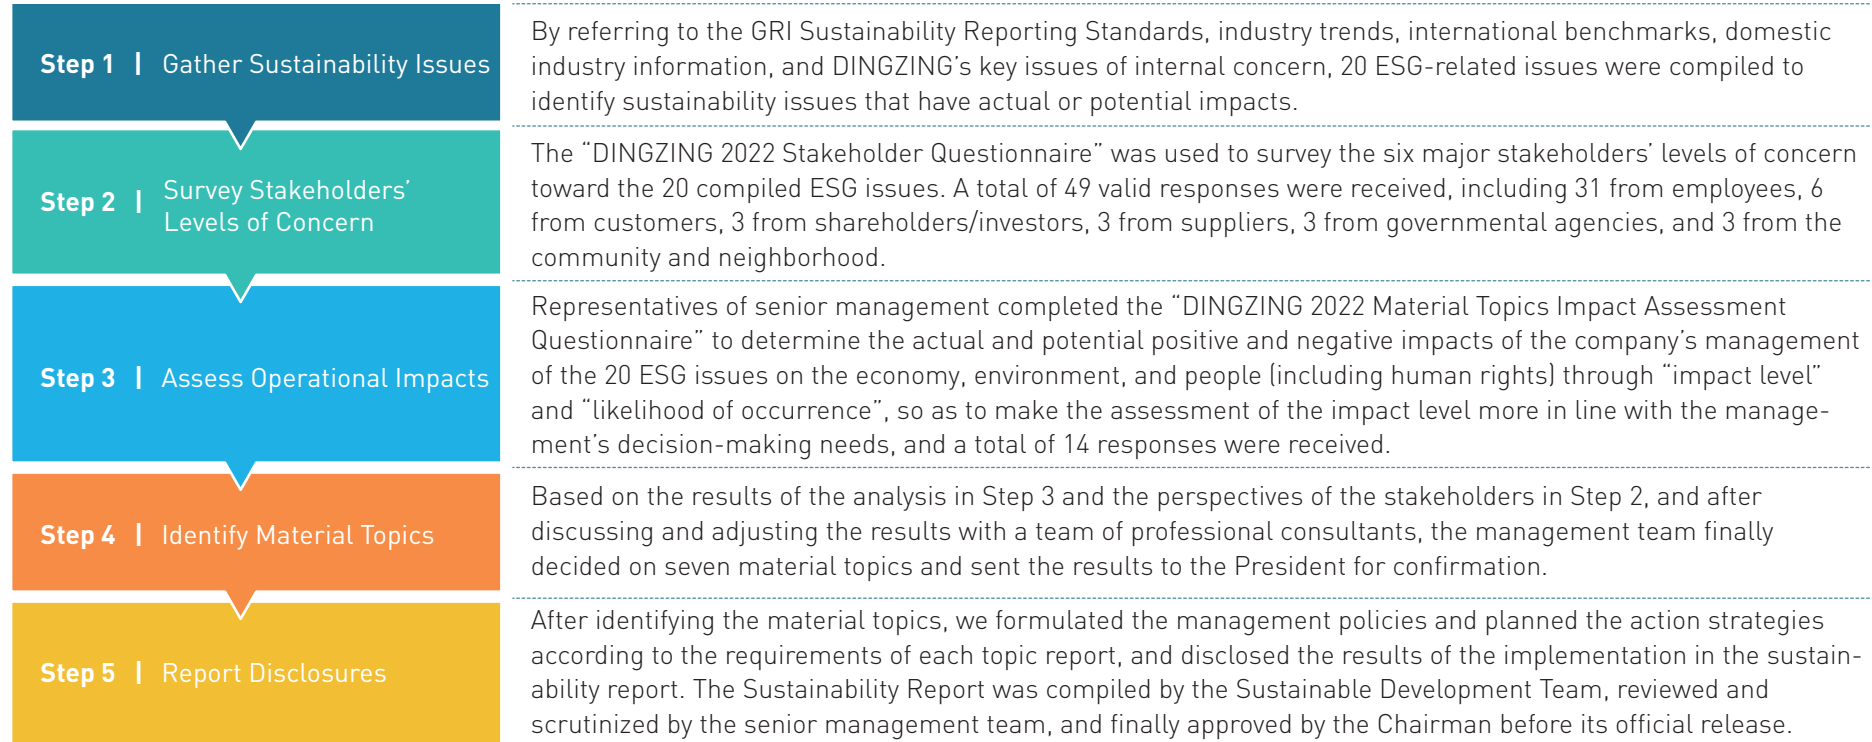 Step 1 | Gather Sustainability Issues
By referring to the GRI Sustainability Reporting Standards, industry trends, international benchmarks, domestic
industry information, and DINGZING's key issues of internal concern, 20 ESG-related issues were compiled to
identify sustainability issues that have actual or potential impacts.
Step 2 | Survey Stakeholders'
Levels of Concern
The “DINGZING 2022 Stakeholder Questionnaire” was used to survey the six major stakeholders' levels of concern
toward the 20 compiled ESG issues. A total of 49 valid responses were received, including 31 from employees, 6
from customers, 3 from shareholders/investors, 3 from suppliers, 3 from governmental agencies, and 3 from the
community and neighborhood.
Step 3 | Assess Operational Impacts
Representatives of senior management completed the “DINGZING 2022 Material Topics Impact Assessment
Questionnaire” to determine the actual and potential positive and negative impacts of the company's management
of the 20 ESG issues on the economy, environment, and people (including human rights) through “impact level”
and “likelihood of occurrence”, so as to make the assessment of the impact level more in line with the manage-
ment's decision-making needs, and a total of 14 responses were received.
Step 4 | Identify Material Topics
Based on the results of the analysis in Step 3 and the perspectives of the stakeholders in Step 2, and after
discussing and adjusting the results with a team of professional consultants, the management team finally
decided on seven material topics and sent the results to the President for confirmation.
Step 5 | Report Disclosures
After identifying the material topics, we formulated the management policies and planned the action strategies
according to the requirements of each topic report, and disclosed the results of the implementation in the sustain-
ability report. The Sustainability Report was compiled by the Sustainable Development Team, reviewed and
scrutinized by the senior management team, and finally approved by the Chairman before its official release.